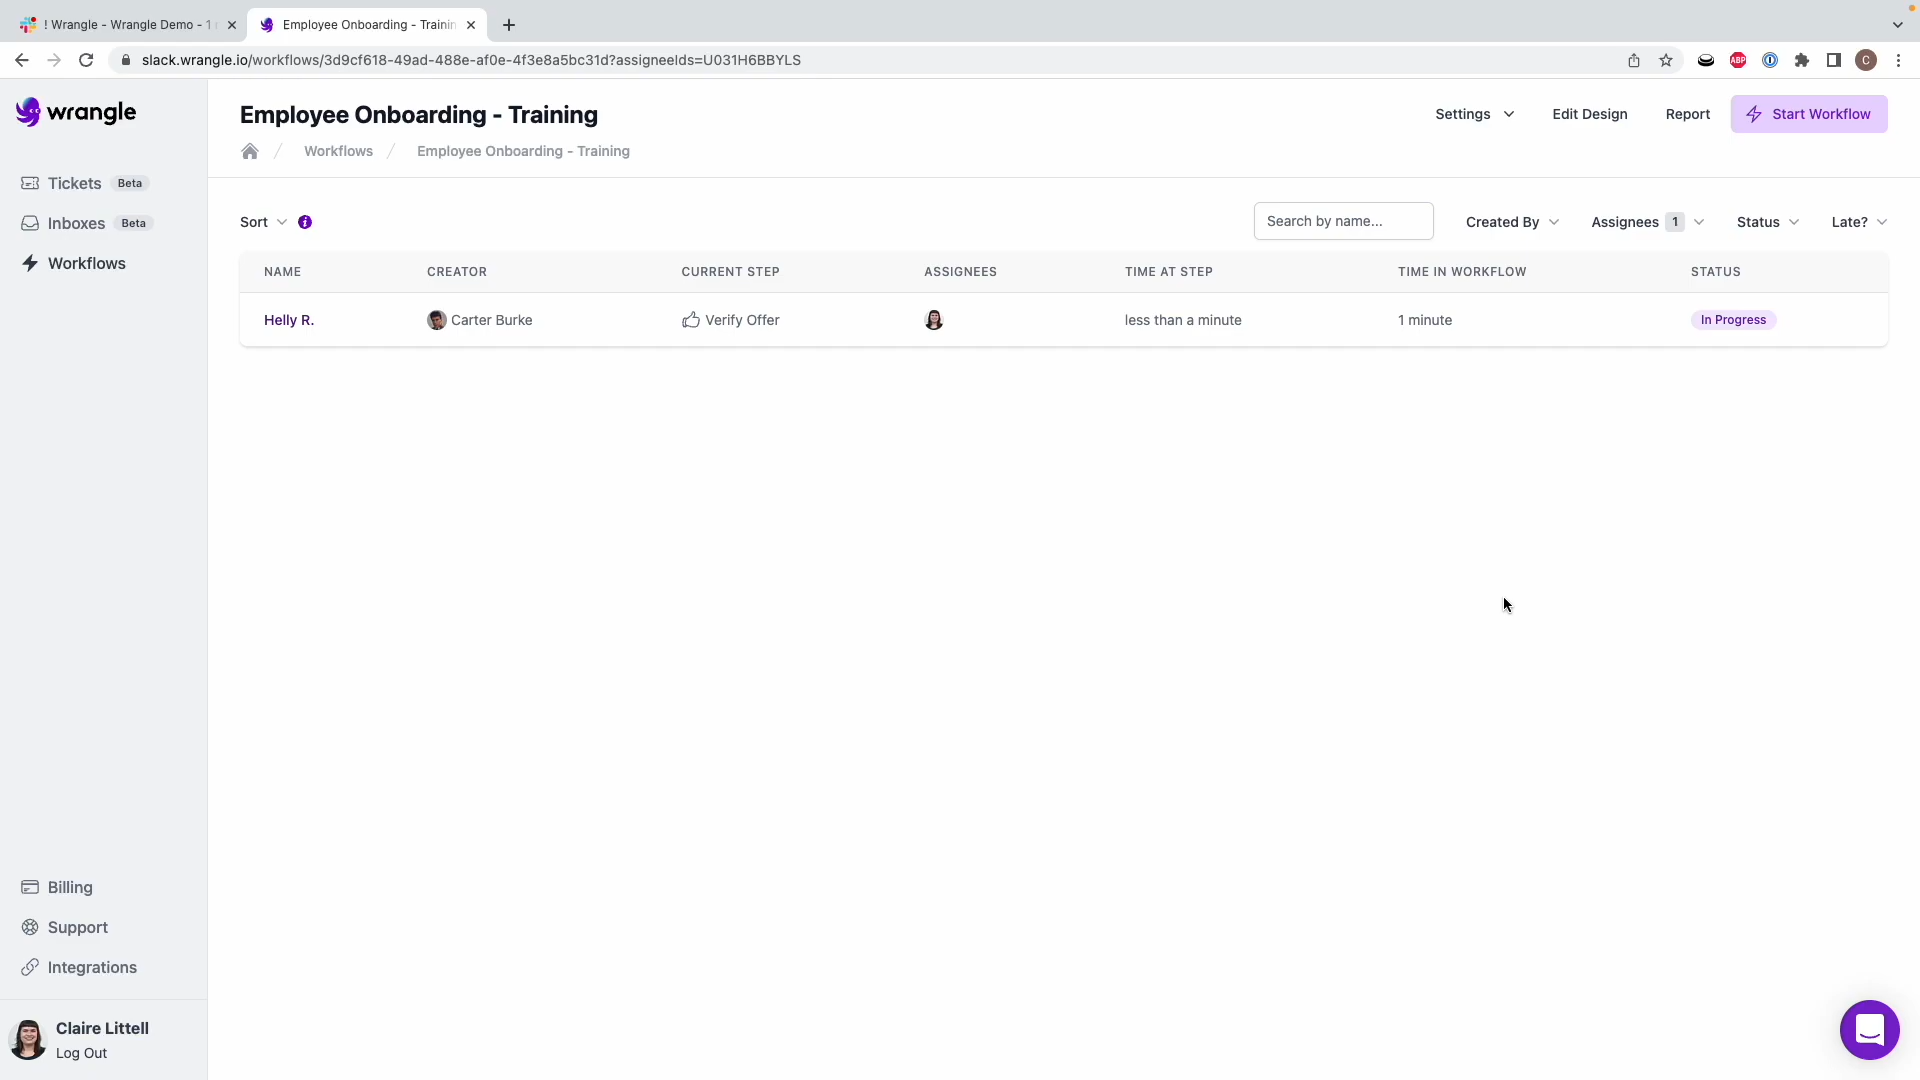 ! Wrangle - Wrangle Demo - 1
Employee Onboarding - Trainin
slack.wrangle.io/workflows/3d9cf618-49ad-488e-af0e-4f3e8a5bc31d?assigneeIds=U031H6BBYLS
ABP
C
wrangle
Employee Onboarding - Training
Settings
Edit Design
Report
Start Workflow
/ Workflows / Employee Onboarding - Training
Tickets Beta
Inboxes Beta
Workflows
Sort
i
Search by name...
Created By
Assignees 1
Status
Late?
NAME CREATOR CURRENT STEP ASSIGNEES TIME AT STEP TIME IN WORKFLOW STATUS
Helly R. Carter Burke Verify Offer less than a minute 1 minute In Progress
Billing
Support
Integrations
Claire Littell
Log Out